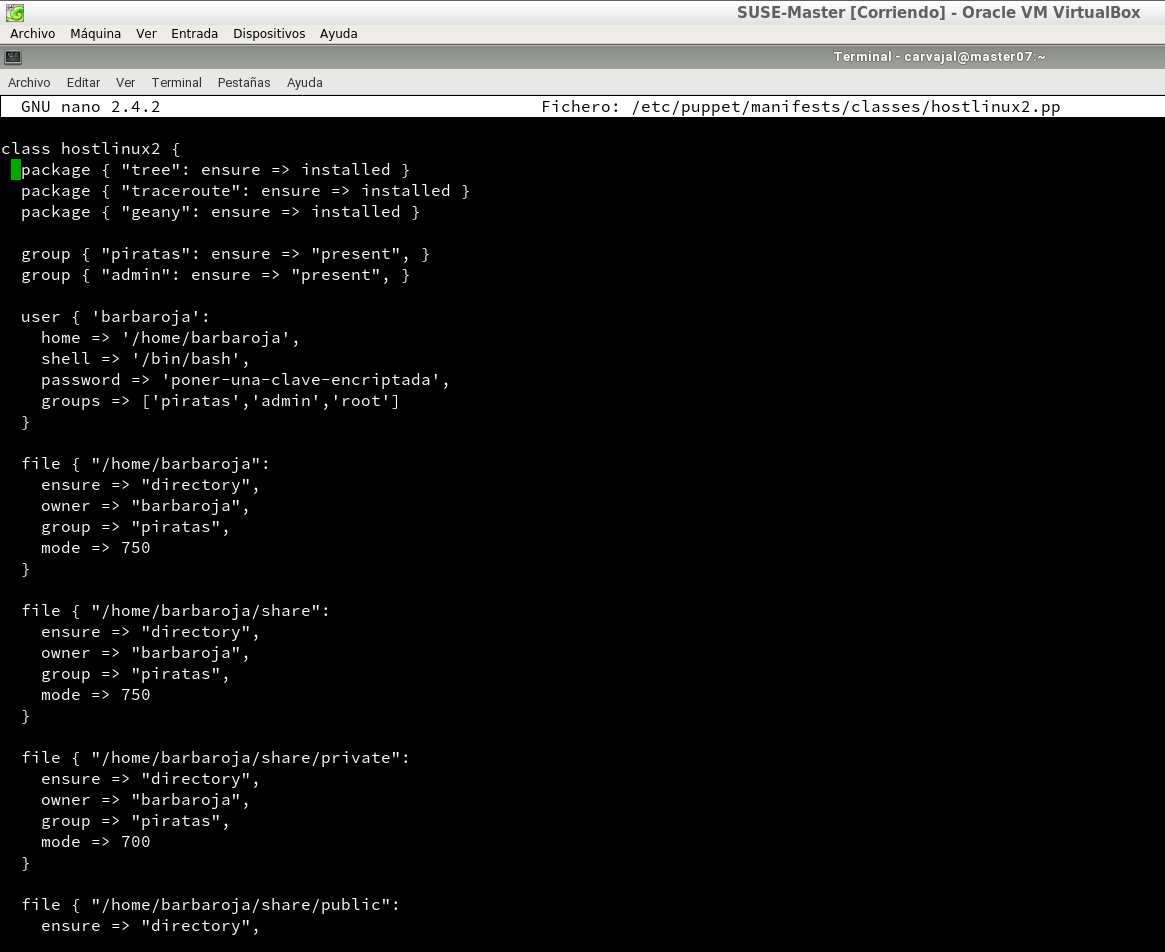 SUSE-Master [Corriendo] - Oracle VM VirtualBox
Archivo Máquina Ver Entrada Dispositivos Ayuda
Terminal - carvajal@master07:~
Archivo Editar Ver Terminal Pestañas Ayuda
GNU nano 2.4.2 Fichero: /etc/puppet/manifests/classes/hostlinux2.pp
class hostlinux2 {
  package { "tree": ensure => installed }
  package { "traceroute": ensure => installed }
  package { "geany": ensure => installed }
  group { "piratas": ensure => "present", }
  group { "admin": ensure => "present", }
  user { 'barbaroja':
    home => '/home/barbaroja',
    shell => '/bin/bash',
    password => 'poner-una-clave-encriptada',
    groups => ['piratas','admin','root']
  }
  file { "/home/barbaroja":
    ensure => "directory",
    owner => "barbaroja",
    group => "piratas",
    mode => 750
  }
  file { "/home/barbaroja/share":
    ensure => "directory",
    owner => "barbaroja",
    group => "piratas",
    mode => 750
  }
  file { "/home/barbaroja/share/private":
    ensure => "directory",
    owner => "barbaroja",
    group => "piratas",
    mode => 700
  }
  file { "/home/barbaroja/share/public":
    ensure => "directory",